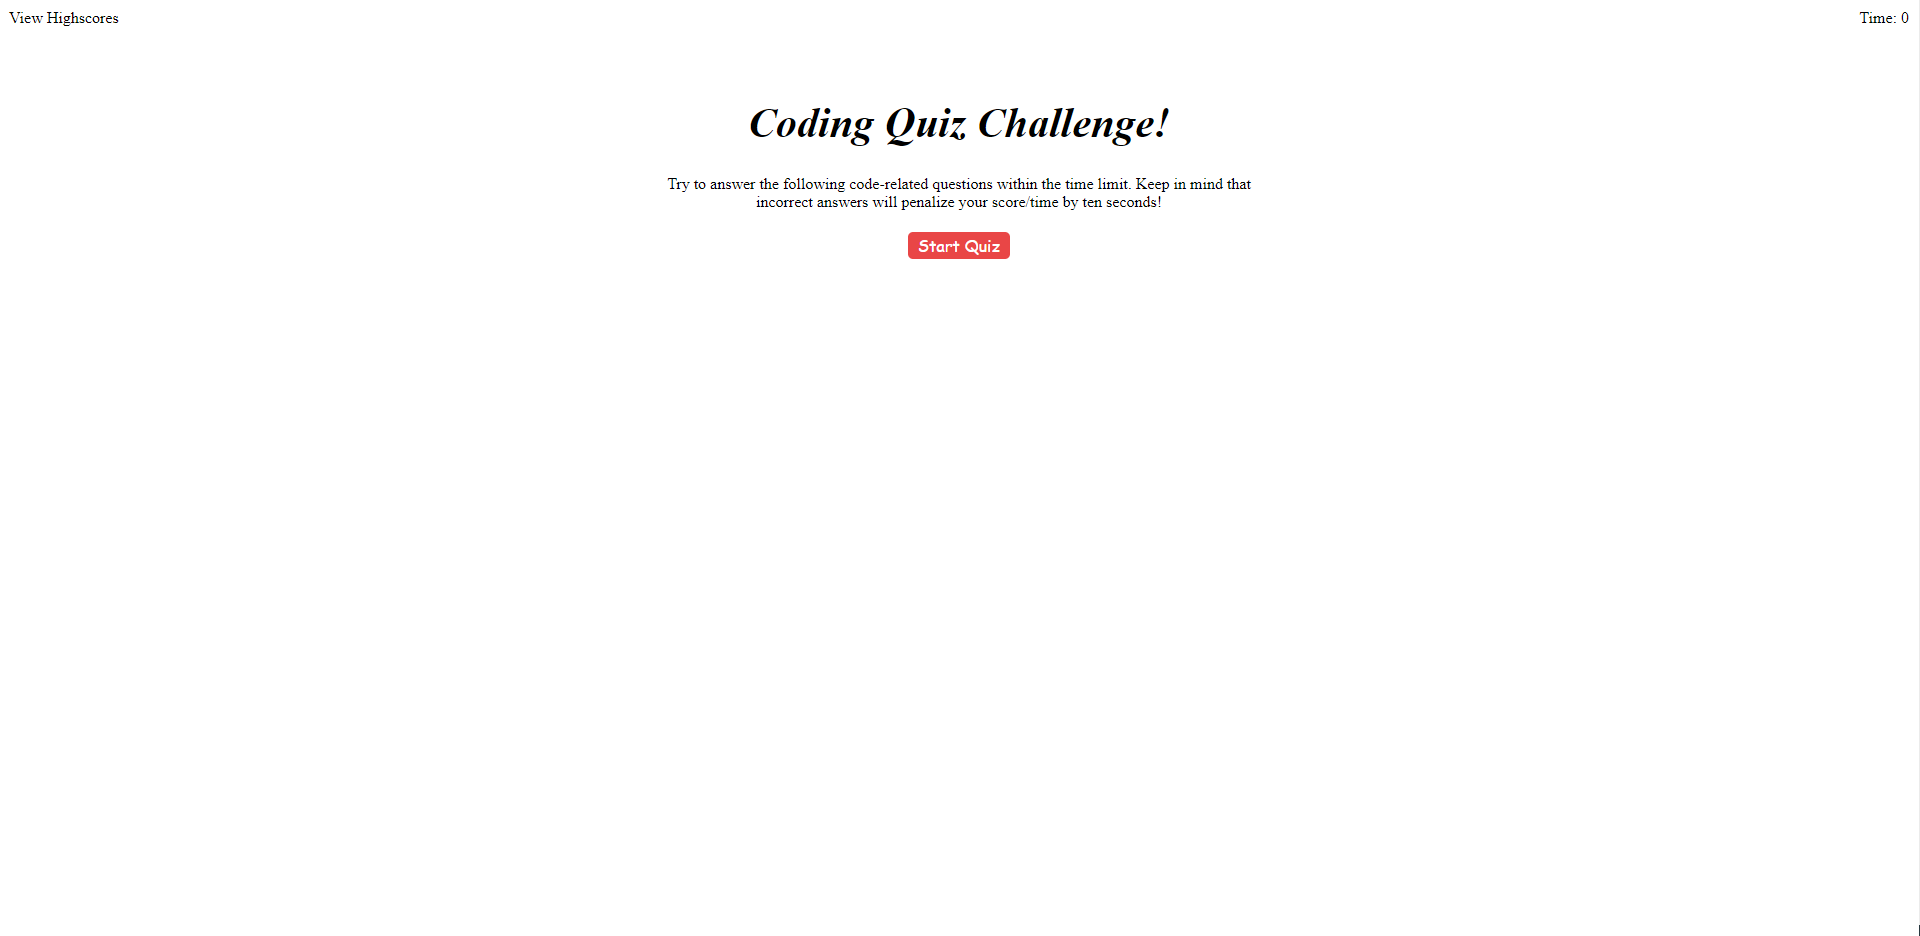 View Highscores
Time: 0
Coding Quiz Challenge!
Try to answer the following code-related questions within the time limit. Keep in mind that
incorrect answers will penalize your score/time by ten seconds!
Start Quiz